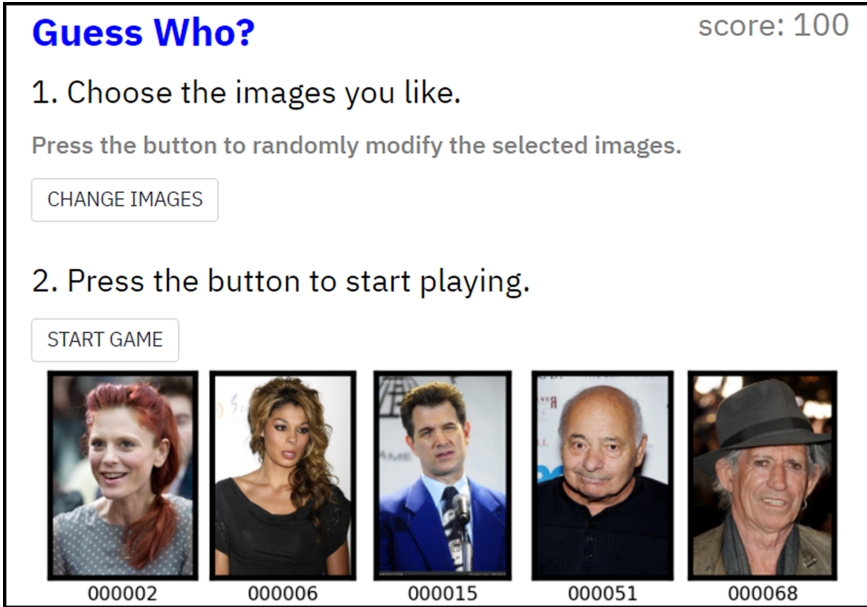 Guess Who?
score: 100
1. Choose the images you like.
Press the button to randomly modify the selected images.
CHANGE IMAGES
2. Press the button to start playing.
START GAME
000002
000006
000015
000051
000068